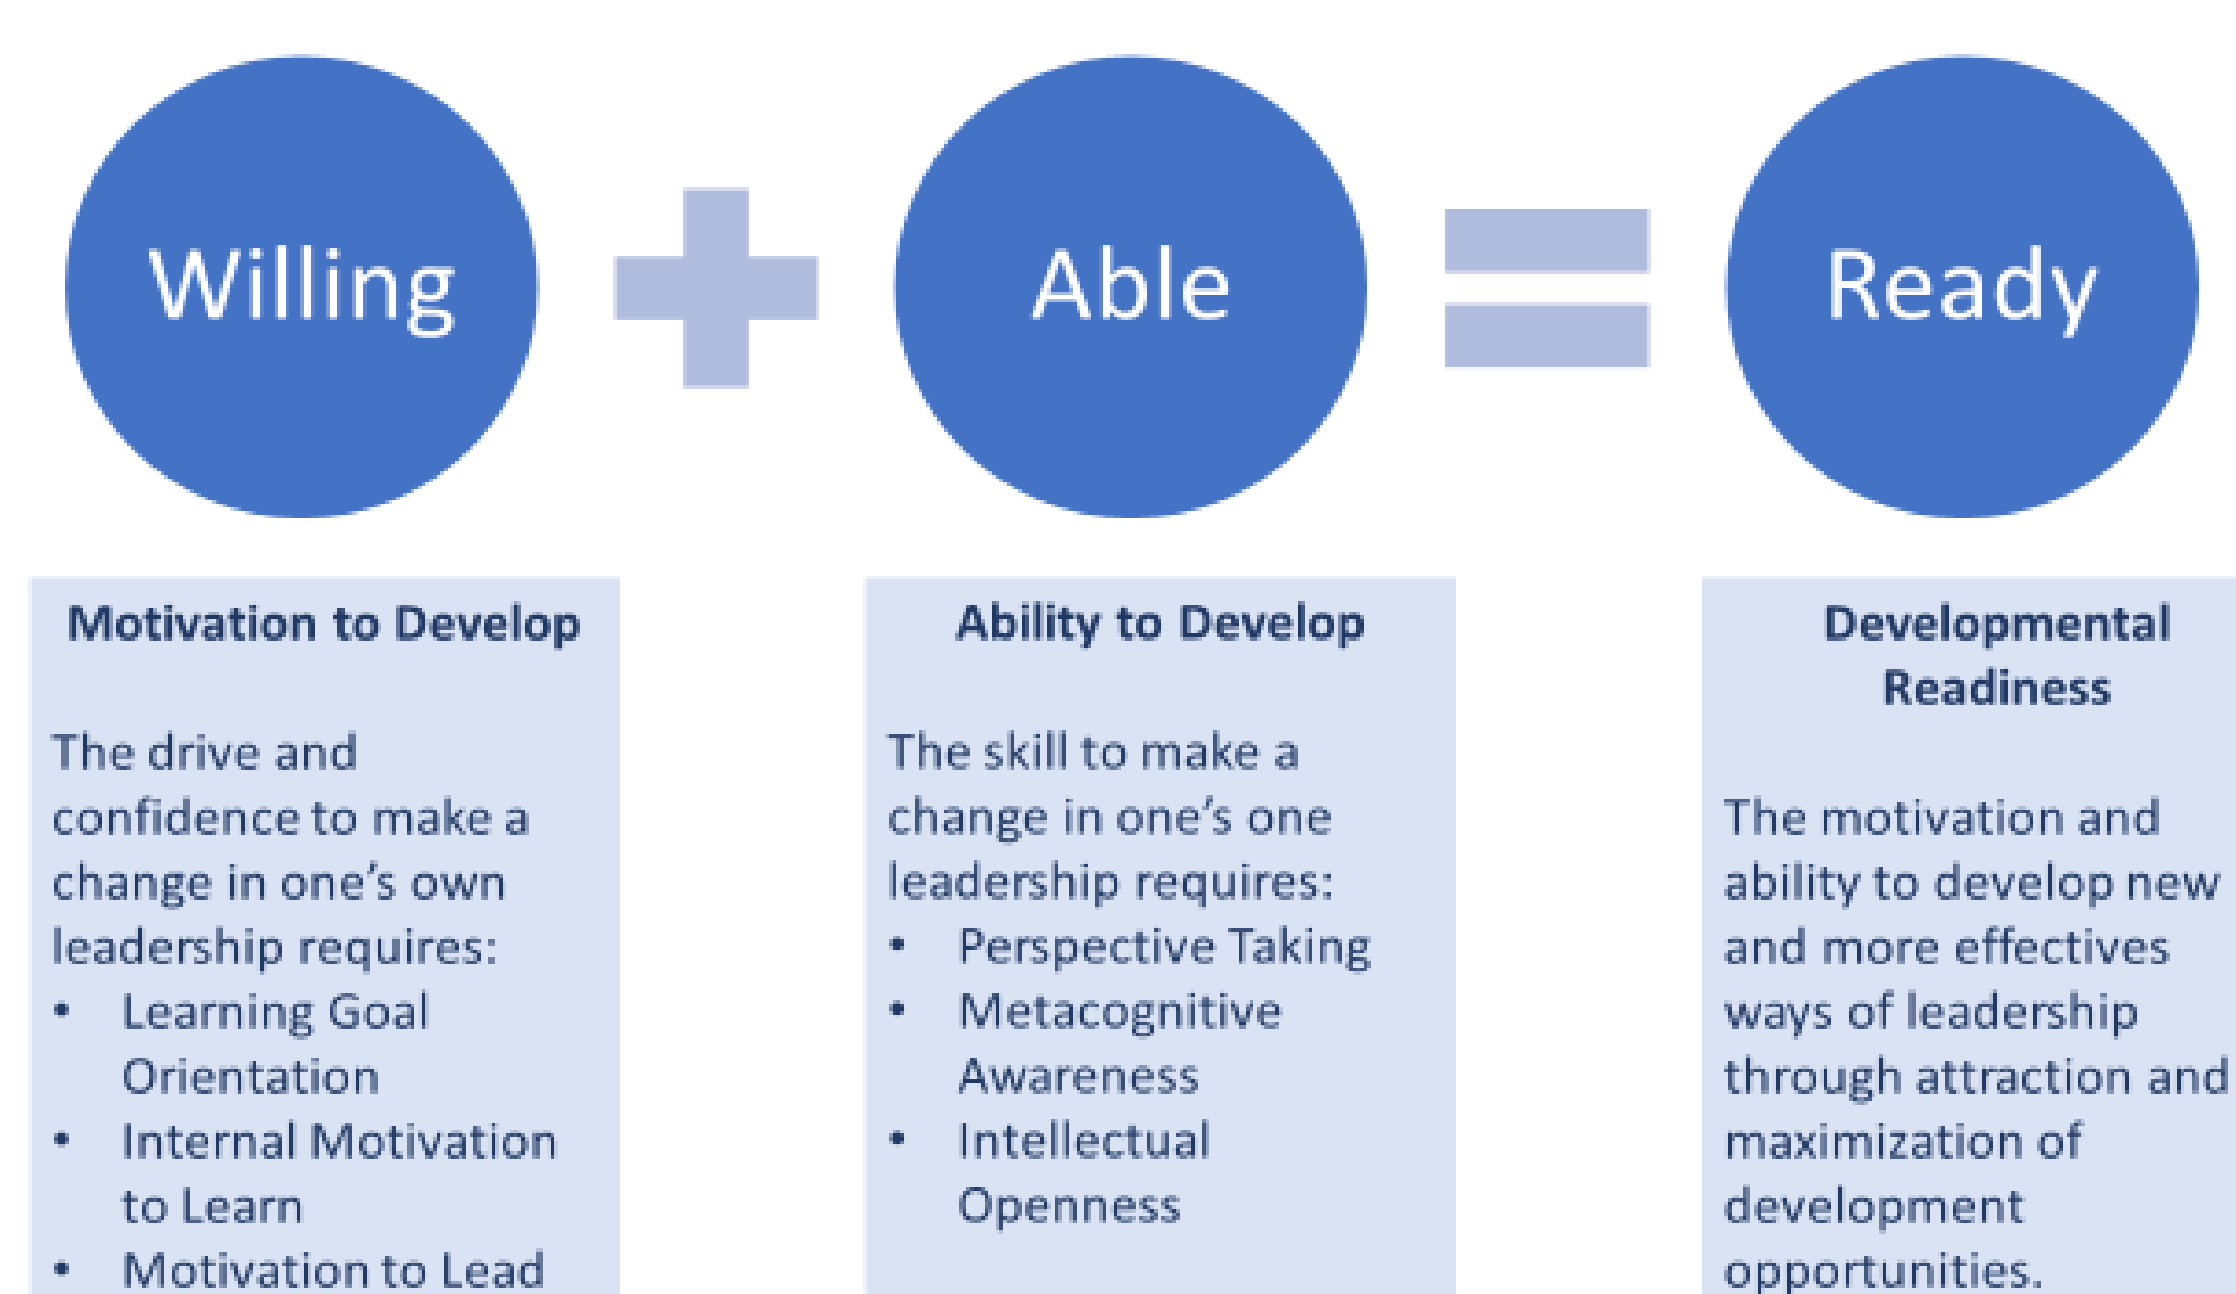 Willing
Able
Ready
Motivation to Develop
The drive and
confidence to make a
change in one's own
leadership requires:
• Learning Goal
Orientation
• Internal Motivation
to Learn
• Motivation to Lead
Ability to Develop
The skill to make a
change in one's one
leadership requires:
• Perspective Taking
• Metacognitive
Awareness
• Intellectual
Openness
Developmental
Readiness
The motivation and
ability to develop new
and more effectives
ways of leadership
through attraction and
maximization of
development
opportunities.